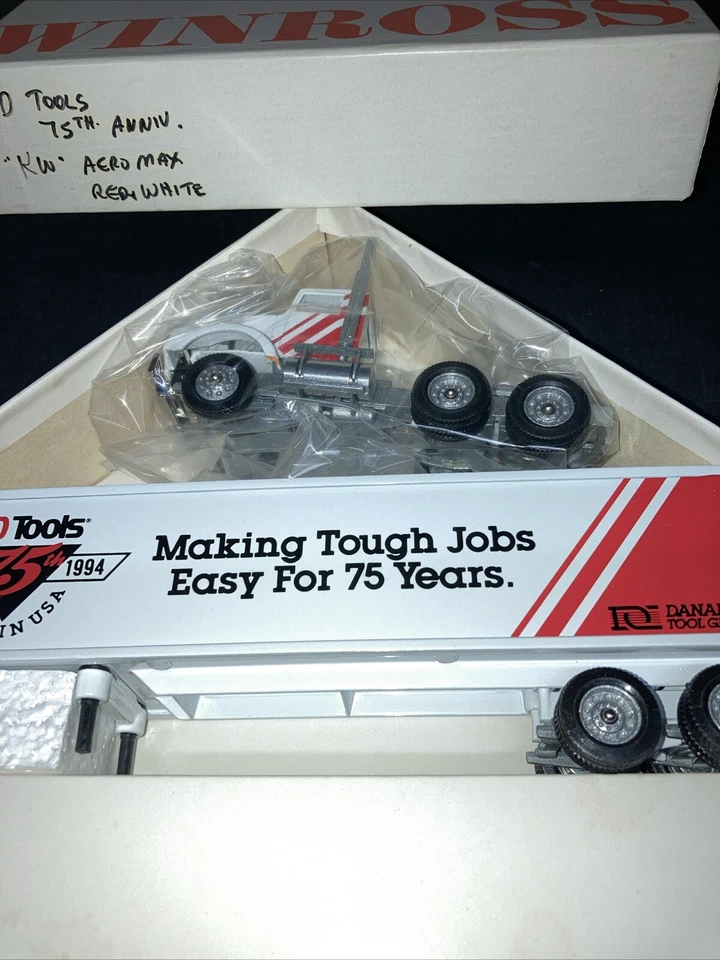 WINROSS
TOOLS
75TH. ANNIV.
"KW" AERO MAX
RED, WHITE
Tools®
75th
1994
IN USA
Making Tough Jobs
Easy For 75 Years.
TOOL